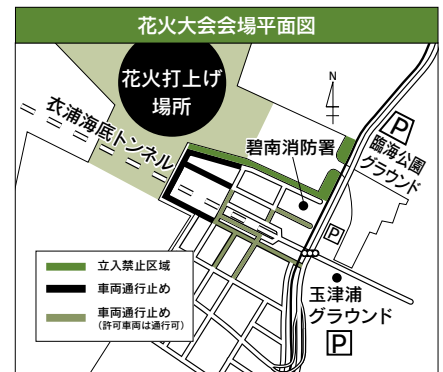 花火大会会場平面図
花火打上げ
場所
N
衣浦海底トンネル
碧南消防署
P
臨海公園
グラウンド
P
立入禁止区域
車両通行止め
車両通行止め
(許可車両は通行可)
玉津浦
グラウンド
P